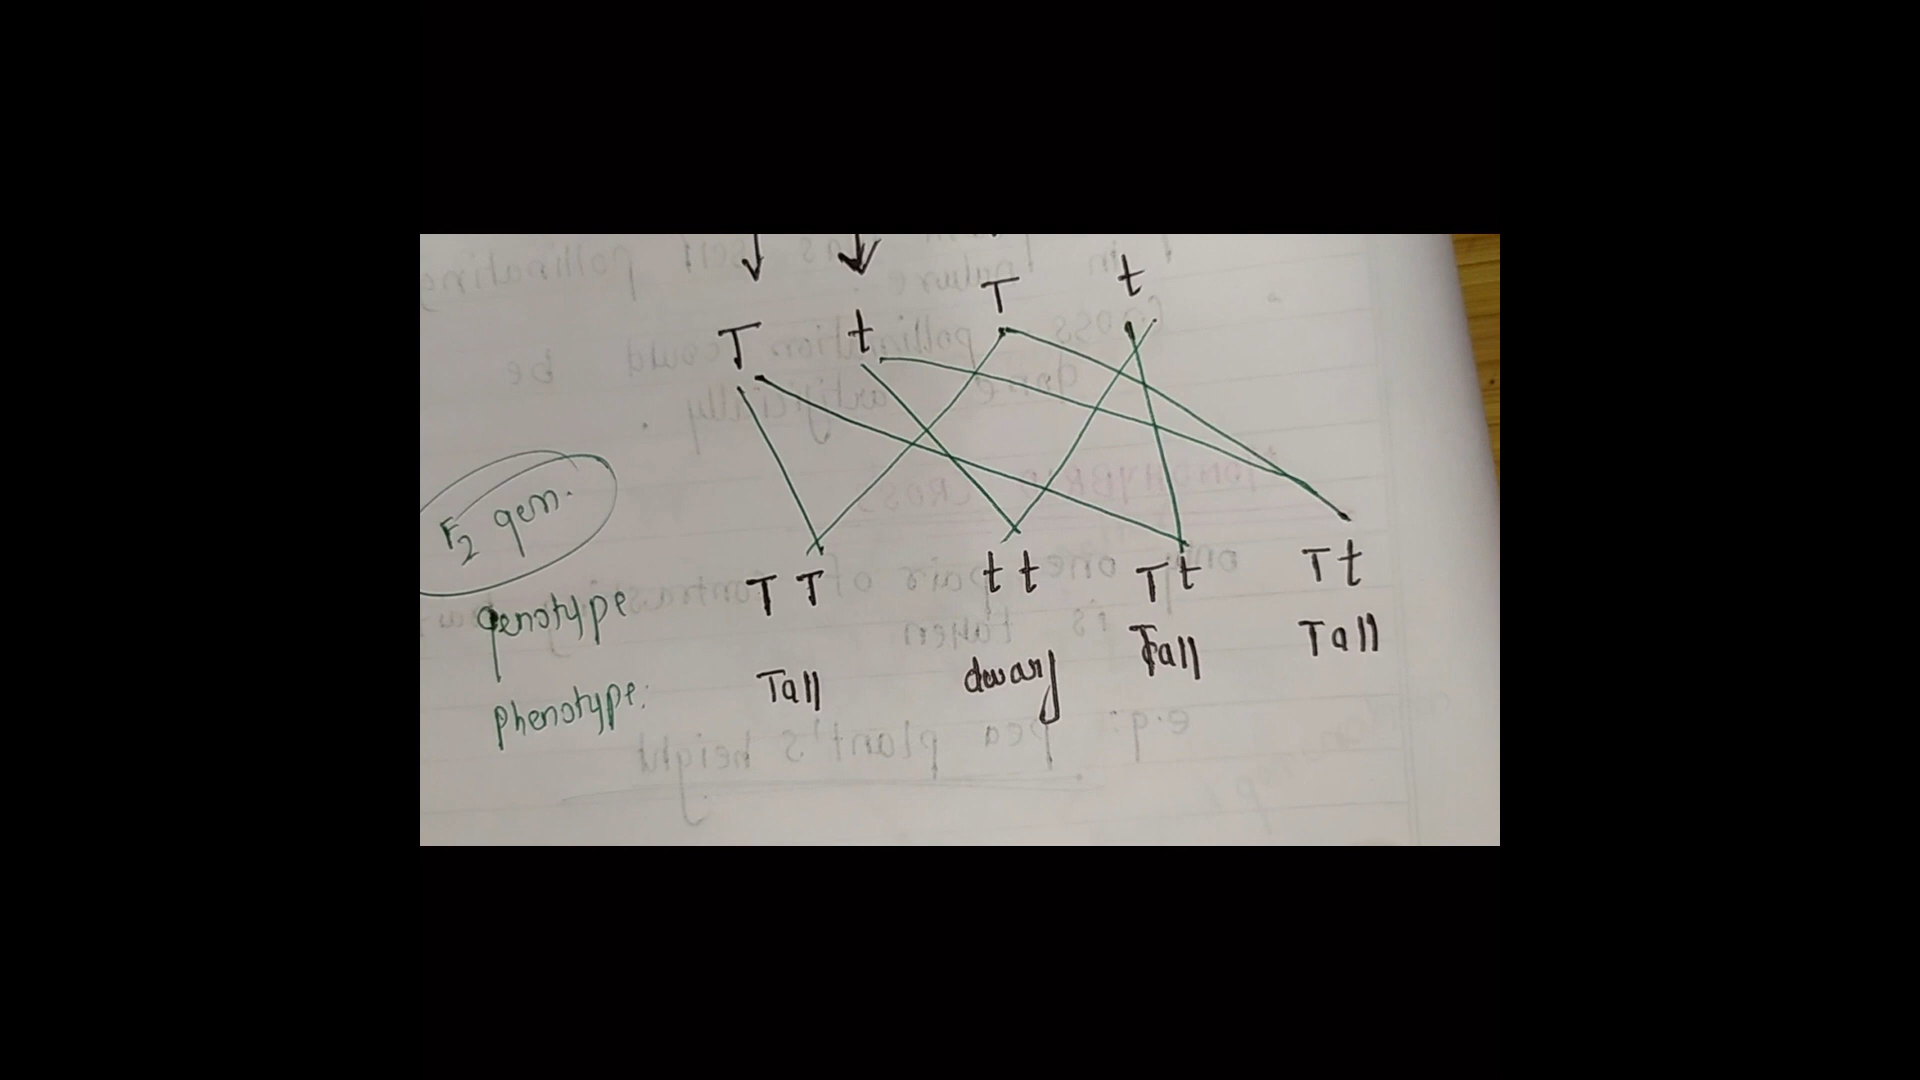 T t T t
F2 gen.
genotype TT tt Tt Tt
phenotype: Tall dwarf Tall Tall